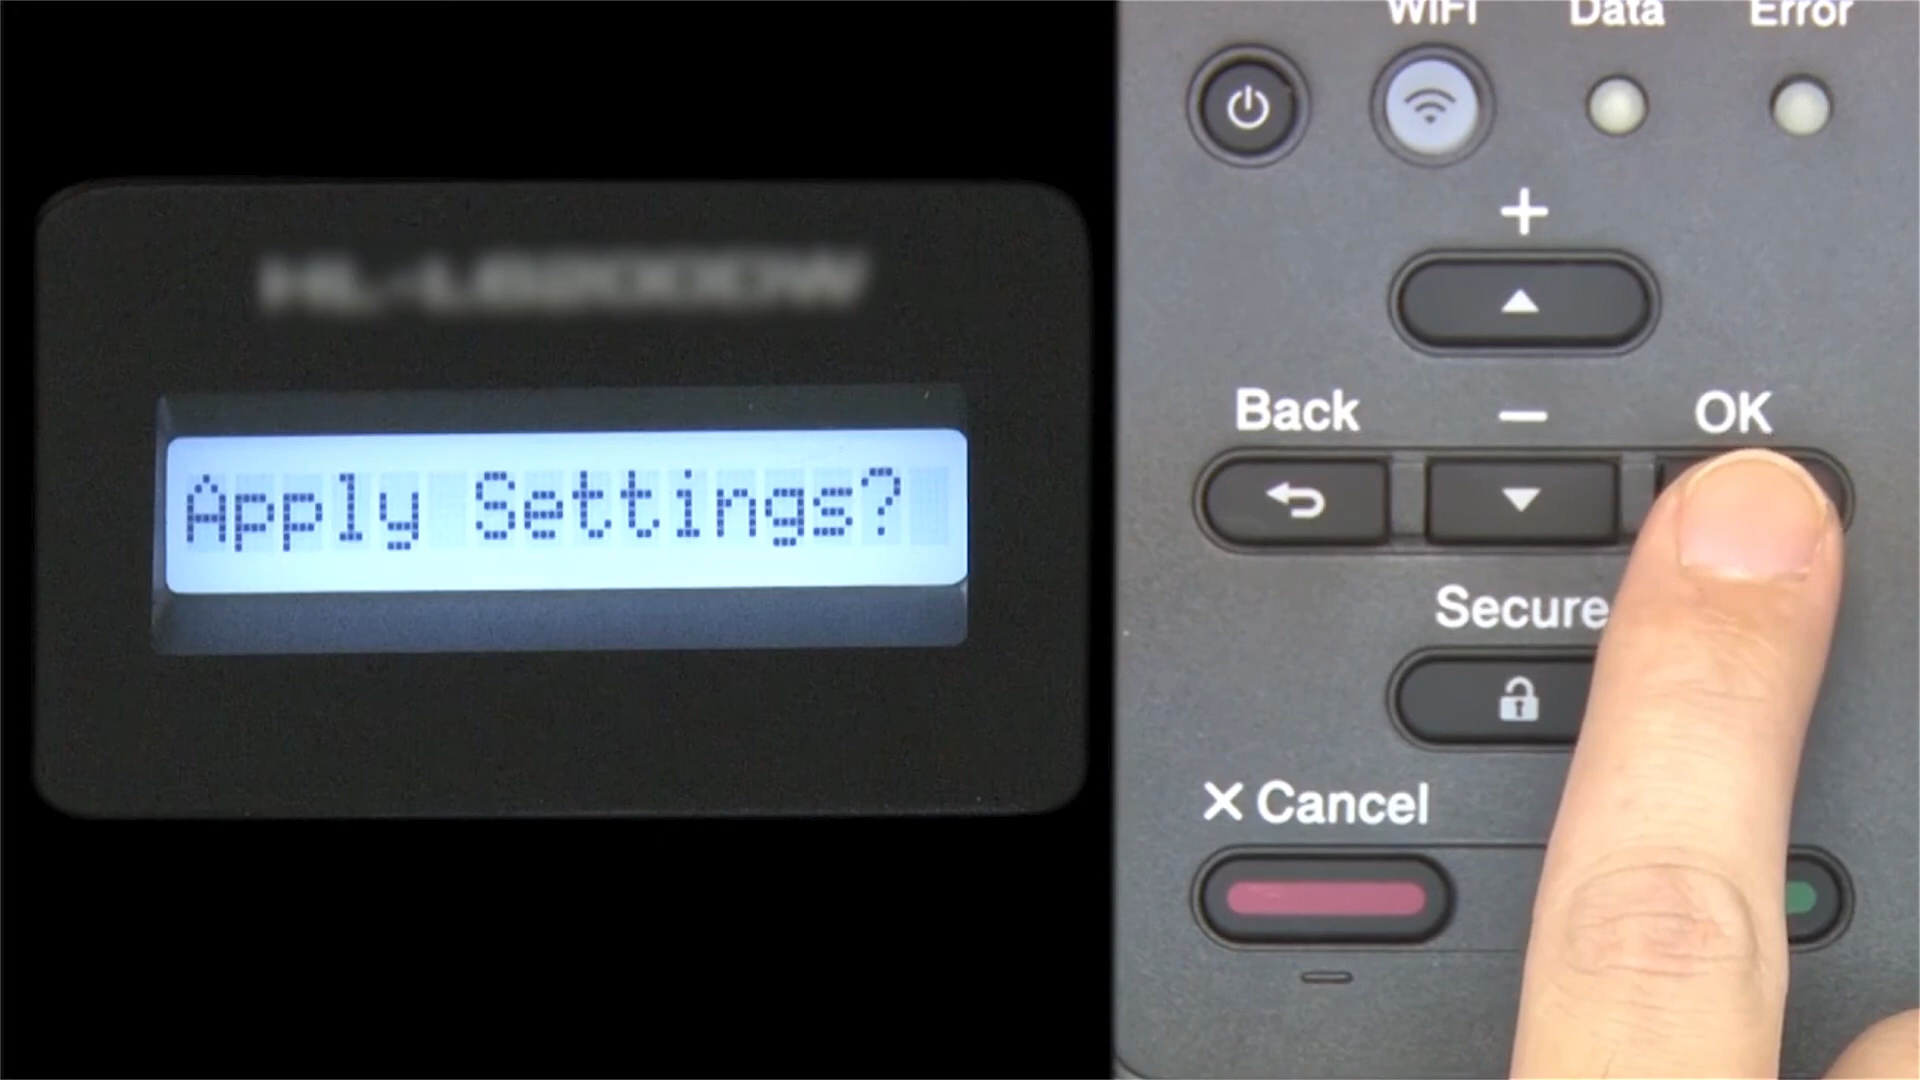 Apply Settings?
WiFi Data Error
+
Back — OK
Secure
X Cancel